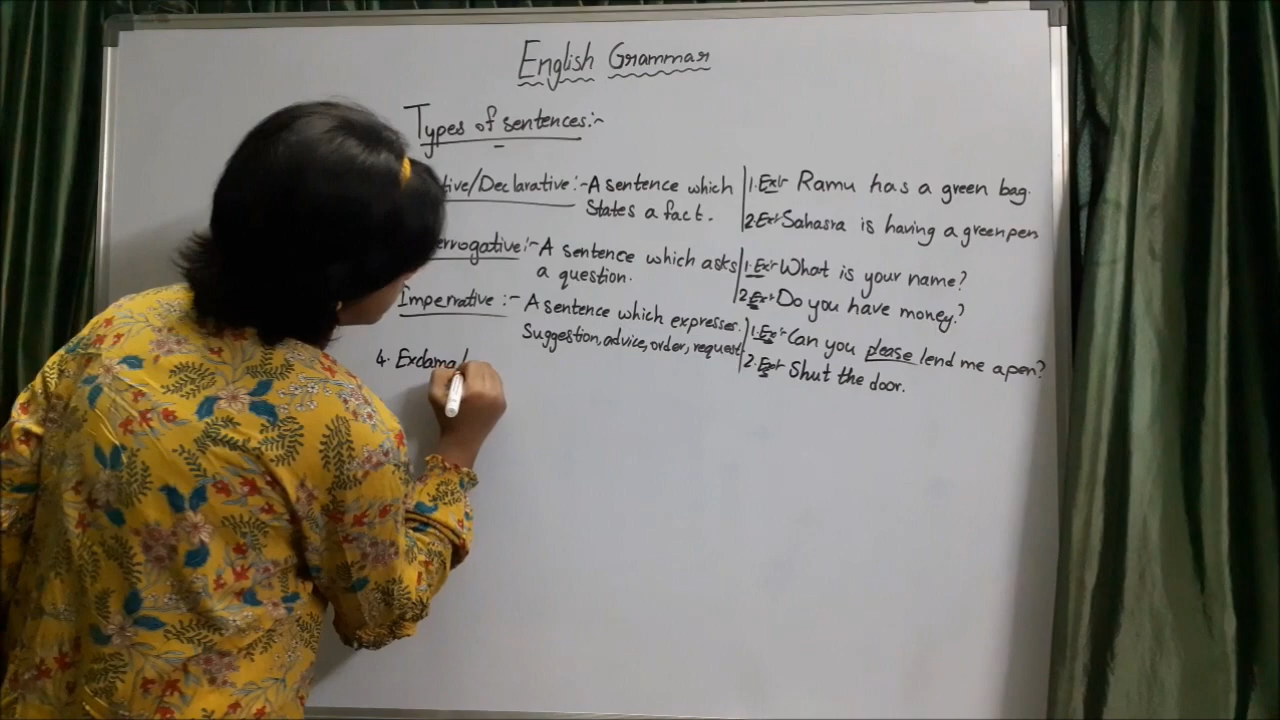 English Grammar
Types of sentences:-
tive/Declarative:- A sentence which | 1. Ex:- Ramu has a green bag.
States a fact. | 2. Ex:- Sahasra is having a green pen
errogative:- A sentence which asks | 1. Ex:- What is your name?
a question. | 2. Ex:- Do you have money?
Imperative:- A sentence which expresses. | 1. Ex:- Can you please lend me a pen?
Suggestion, advice, order, request | 2. Ex:- Shut the door.
4. Exclamat